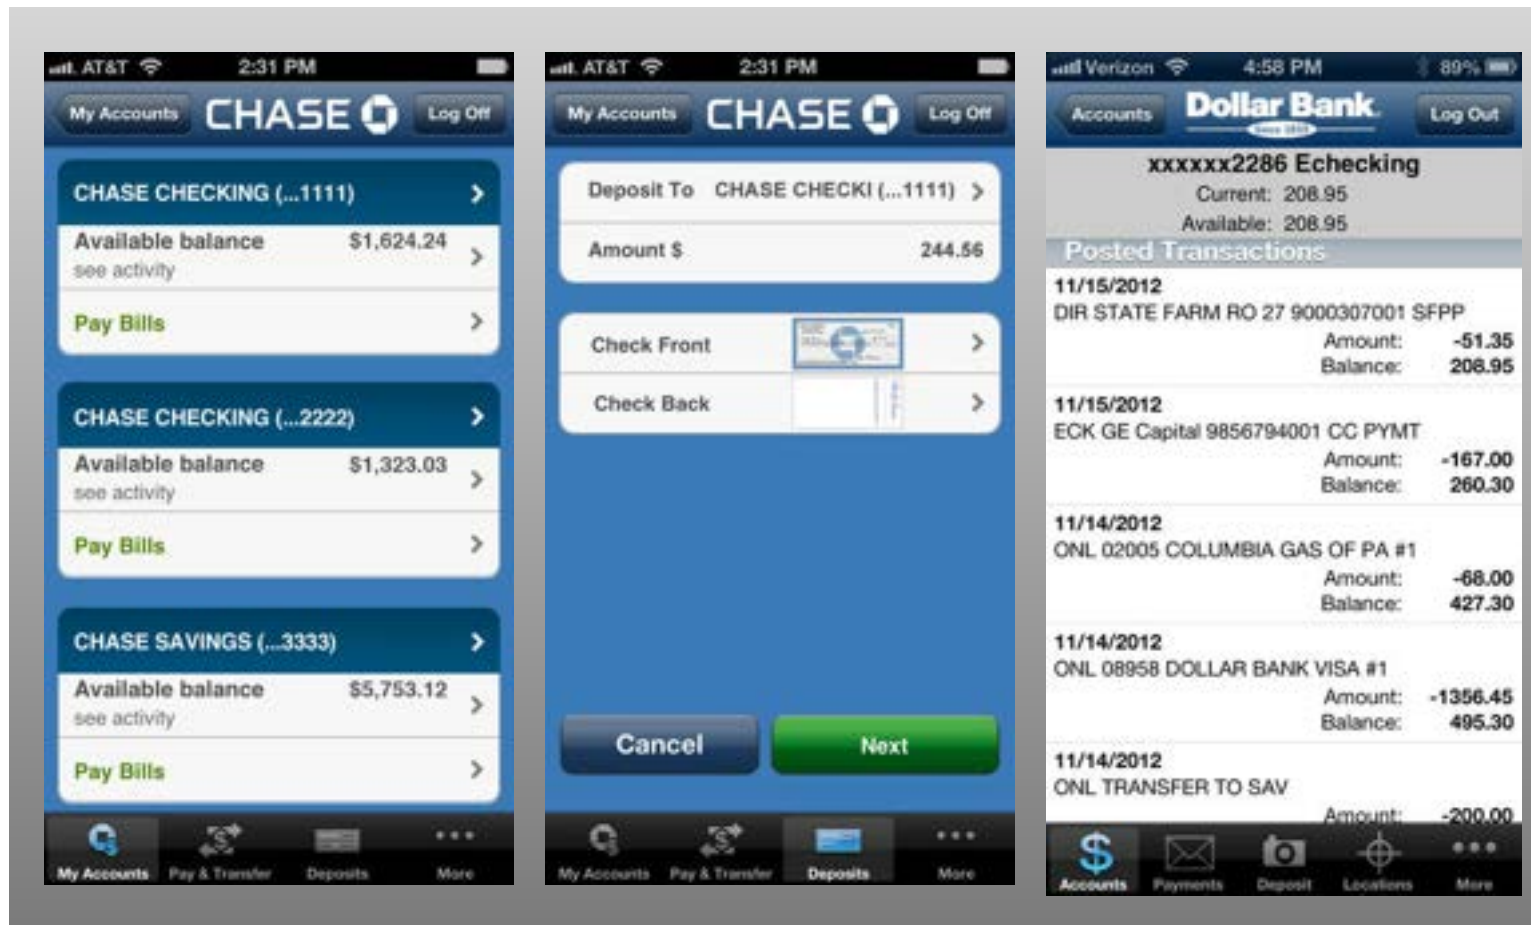 AT&T 2:31 PM
My Accounts CHASE Log Off
CHASE CHECKING (...1111)
Available balance $1,624.24
see activity
Pay Bills
CHASE CHECKING (...2222)
Available balance $1,323.03
see activity
Pay Bills
CHASE SAVINGS (...3333)
Available balance $5,753.12
see activity
Pay Bills
My Accounts Pay & Transfer Deposits More
AT&T 2:31 PM
My Accounts CHASE Log Off
Deposit To CHASE CHECKI (...1111)
Amount $ 244.56
Check Front
Check Back
Cancel Next
My Accounts Pay & Transfer Deposits More
Verizon 4:58 PM 89%
Accounts Dollar Bank Log Out
Since 1855
xxxxxx2286 Echecking
Current: 208.95
Available: 208.95
Posted Transactions
11/15/2012
DIR STATE FARM RO 27 9000307001 SFPP
Amount: -51.35
Balance: 208.95
11/15/2012
ECK GE Capital 9856794001 CC PYMT
Amount: -167.00
Balance: 260.30
11/14/2012
ONL 02005 COLUMBIA GAS OF PA #1
Amount: -68.00
Balance: 427.30
11/14/2012
ONL 08958 DOLLAR BANK VISA #1
Amount: -1356.45
Balance: 495.30
11/14/2012
ONL TRANSFER TO SAV
Amount: -200.00
Accounts Payments Deposit Locations More